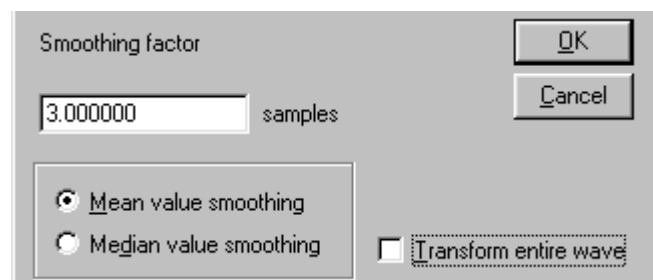 Smoothing factor
OK
Cancel
3.000000 samples
Mean value smoothing
Median value smoothing
Transform entire wave